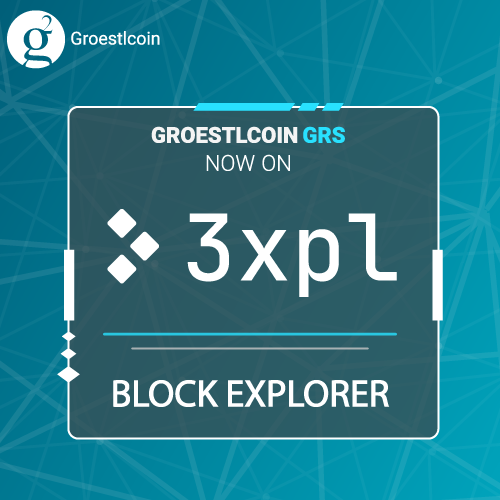 Groestlcoin
GROESTLCOIN GRS
NOW ON
3xpl
BLOCK EXPLORER